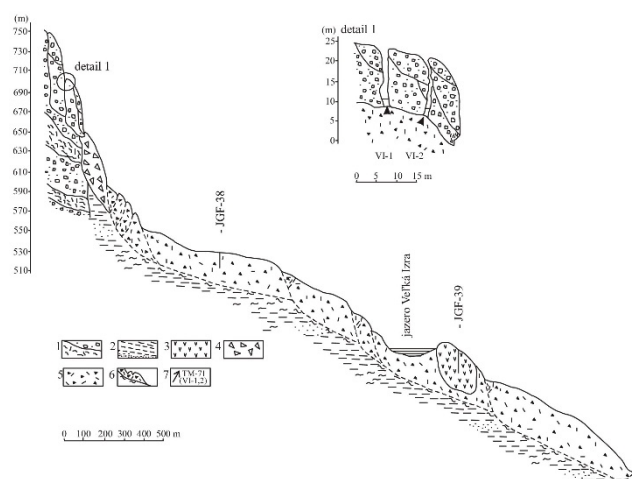 (m)
750
730
710
690
670
650
630
610
590
570
550
530
510
detail 1
detail 1
(m)
25
20
15
10
5
0
VI-1
VI-2
0 5 10 15 m
- JGF-38
jazero Veľká Izra
- JGF-39
1
2
3
4
5
6
7
TM-71
(VI-1,2)
0 100 200 300 400 500 m